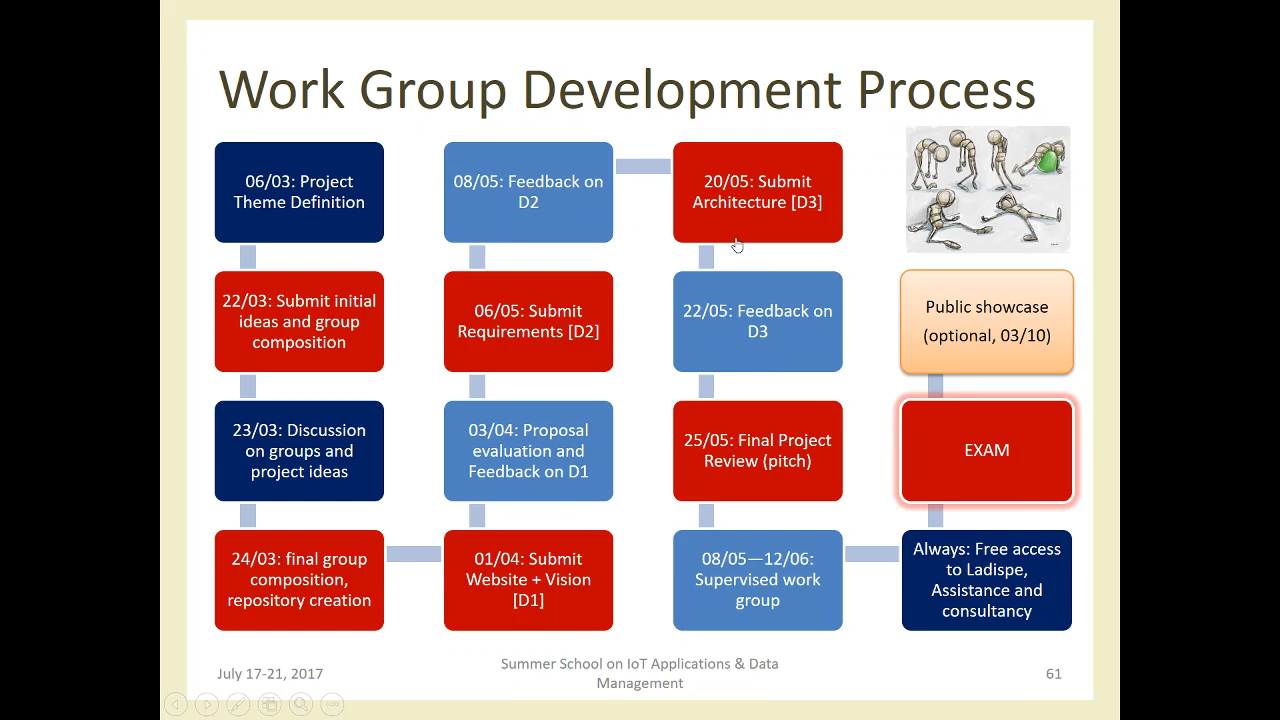 Work Group Development Process
06/03: Project
Theme Definition
22/03: Submit initial
ideas and group
composition
23/03: Discussion
on groups and
project ideas
24/03: final group
composition,
repository creation
01/04: Submit
Website + Vision
[D1]
03/04: Proposal
evaluation and
Feedback on D1
06/05: Submit
Requirements [D2]
08/05: Feedback on
D2
20/05: Submit
Architecture [D3]
22/05: Feedback on
D3
25/05: Final Project
Review (pitch)
08/05—12/06:
Supervised work
group
Always: Free access
to Ladispe,
Assistance and
consultancy
EXAM
Public showcase
(optional, 03/10)
July 17-21, 2017
Summer School on IoT Applications & Data
Management
61